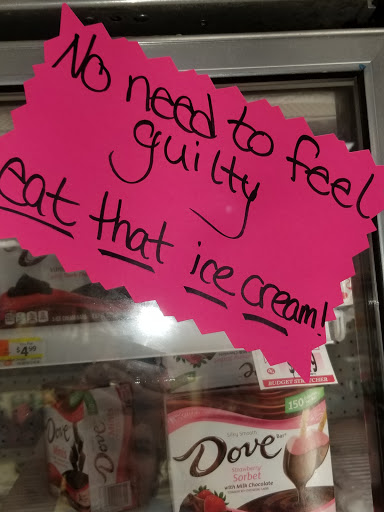 No need to feel
guilty
eat that ice cream!
$4.99
BUDGET STRETCHER
150
Dove
Dove
Dove
strawberry
Sorbet
with Milk Chocolate